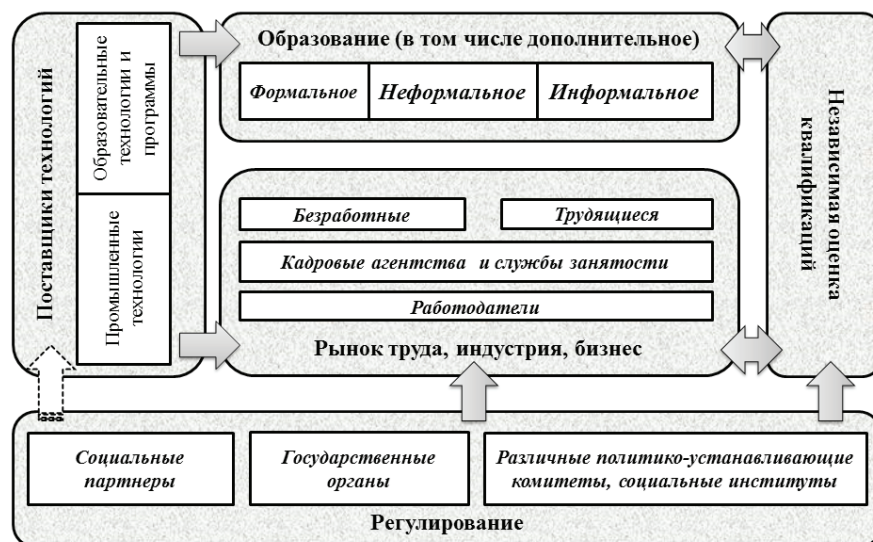 Поставщики технологий
Образовательные
технологии и
программы
Промышленные
технологии
Образование (в том числе дополнительное)
Формальное
Неформальное
Информальное
Безработные
Трудящиеся
Кадровые агентства и службы занятости
Работодатели
Рынок труда, индустрия, бизнес
Независимая оценка
квалификаций
Социальные
партнеры
Государственные
органы
Различные политико-устанавливающие
комитеты, социальные институты
Регулирование